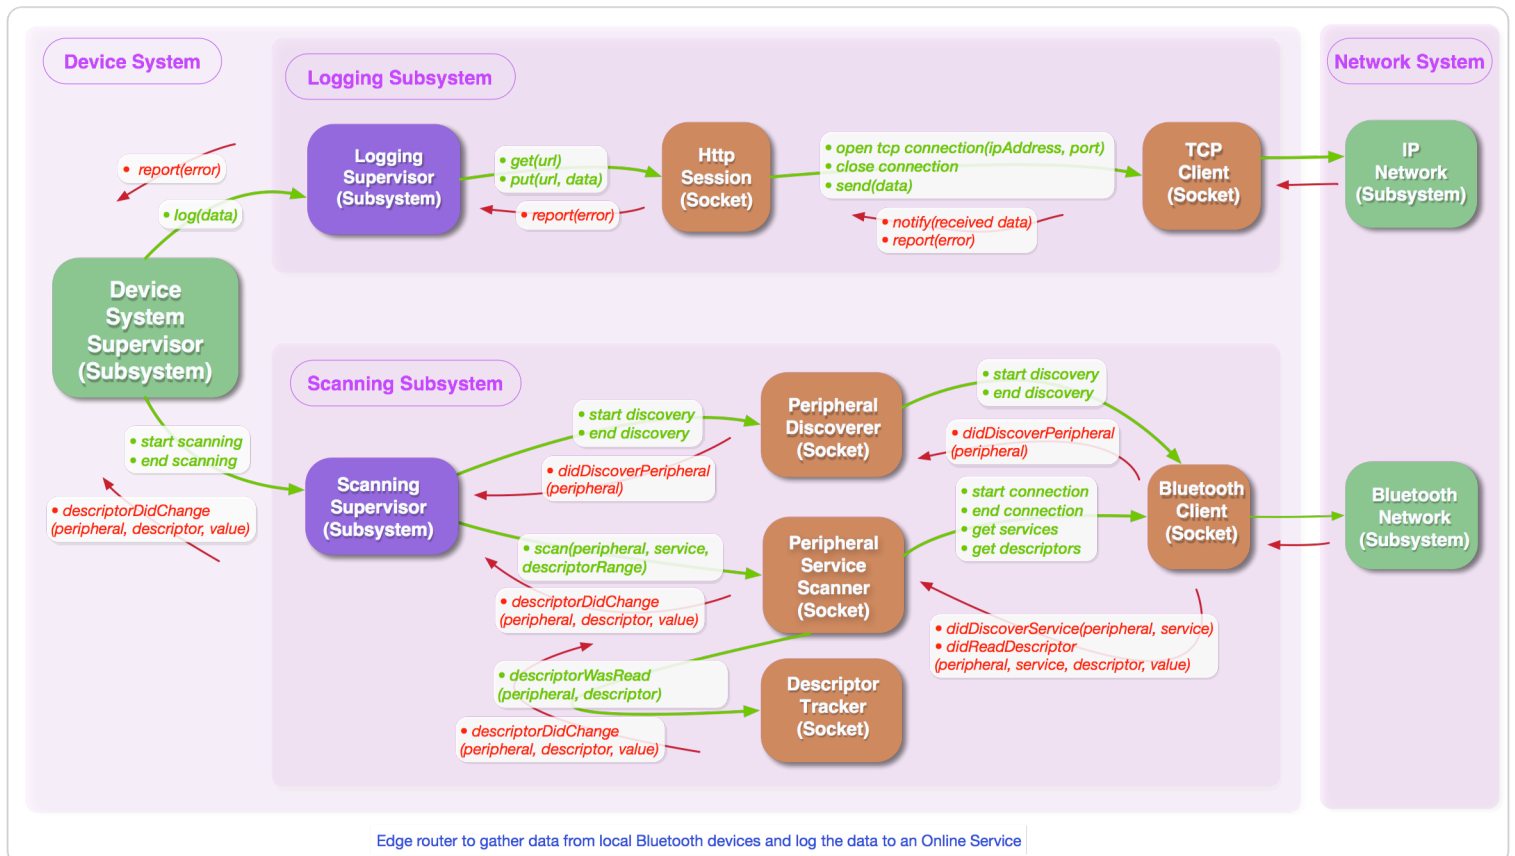 Device System
Logging Subsystem
Network System
• report(error)
• log(data)
Logging
Supervisor
(Subsystem)
• get(url)
• put(url, data)
• report(error)
Http
Session
(Socket)
• open tcp connection(ipAddress, port)
• close connection
• send(data)
• notify(received data)
• report(error)
TCP
Client
(Socket)
IP
Network
(Subsystem)
Device
System
Supervisor
(Subsystem)
• start scanning
• end scanning
• descriptorDidChange
(peripheral, descriptor, value)
Scanning Subsystem
Scanning
Supervisor
(Subsystem)
• start discovery
• end discovery
• didDiscoverPeripheral
(peripheral)
Peripheral
Discoverer
(Socket)
• start discovery
• end discovery
• didDiscoverPeripheral
(peripheral)
• scan(peripheral, service,
descriptorRange)
• descriptorDidChange
(peripheral, descriptor, value)
Peripheral
Service
Scanner
(Socket)
• start connection
• end connection
• get services
• get descriptors
Bluetooth
Client
(Socket)
Bluetooth
Network
(Subsystem)
• didDiscoverService(peripheral, service)
• didReadDescriptor
(peripheral, service, descriptor, value)
• descriptorWasRead
(peripheral, descriptor)
• descriptorDidChange
(peripheral, descriptor, value)
Descriptor
Tracker
(Socket)
Edge router to gather data from local Bluetooth devices and log the data to an Online Service